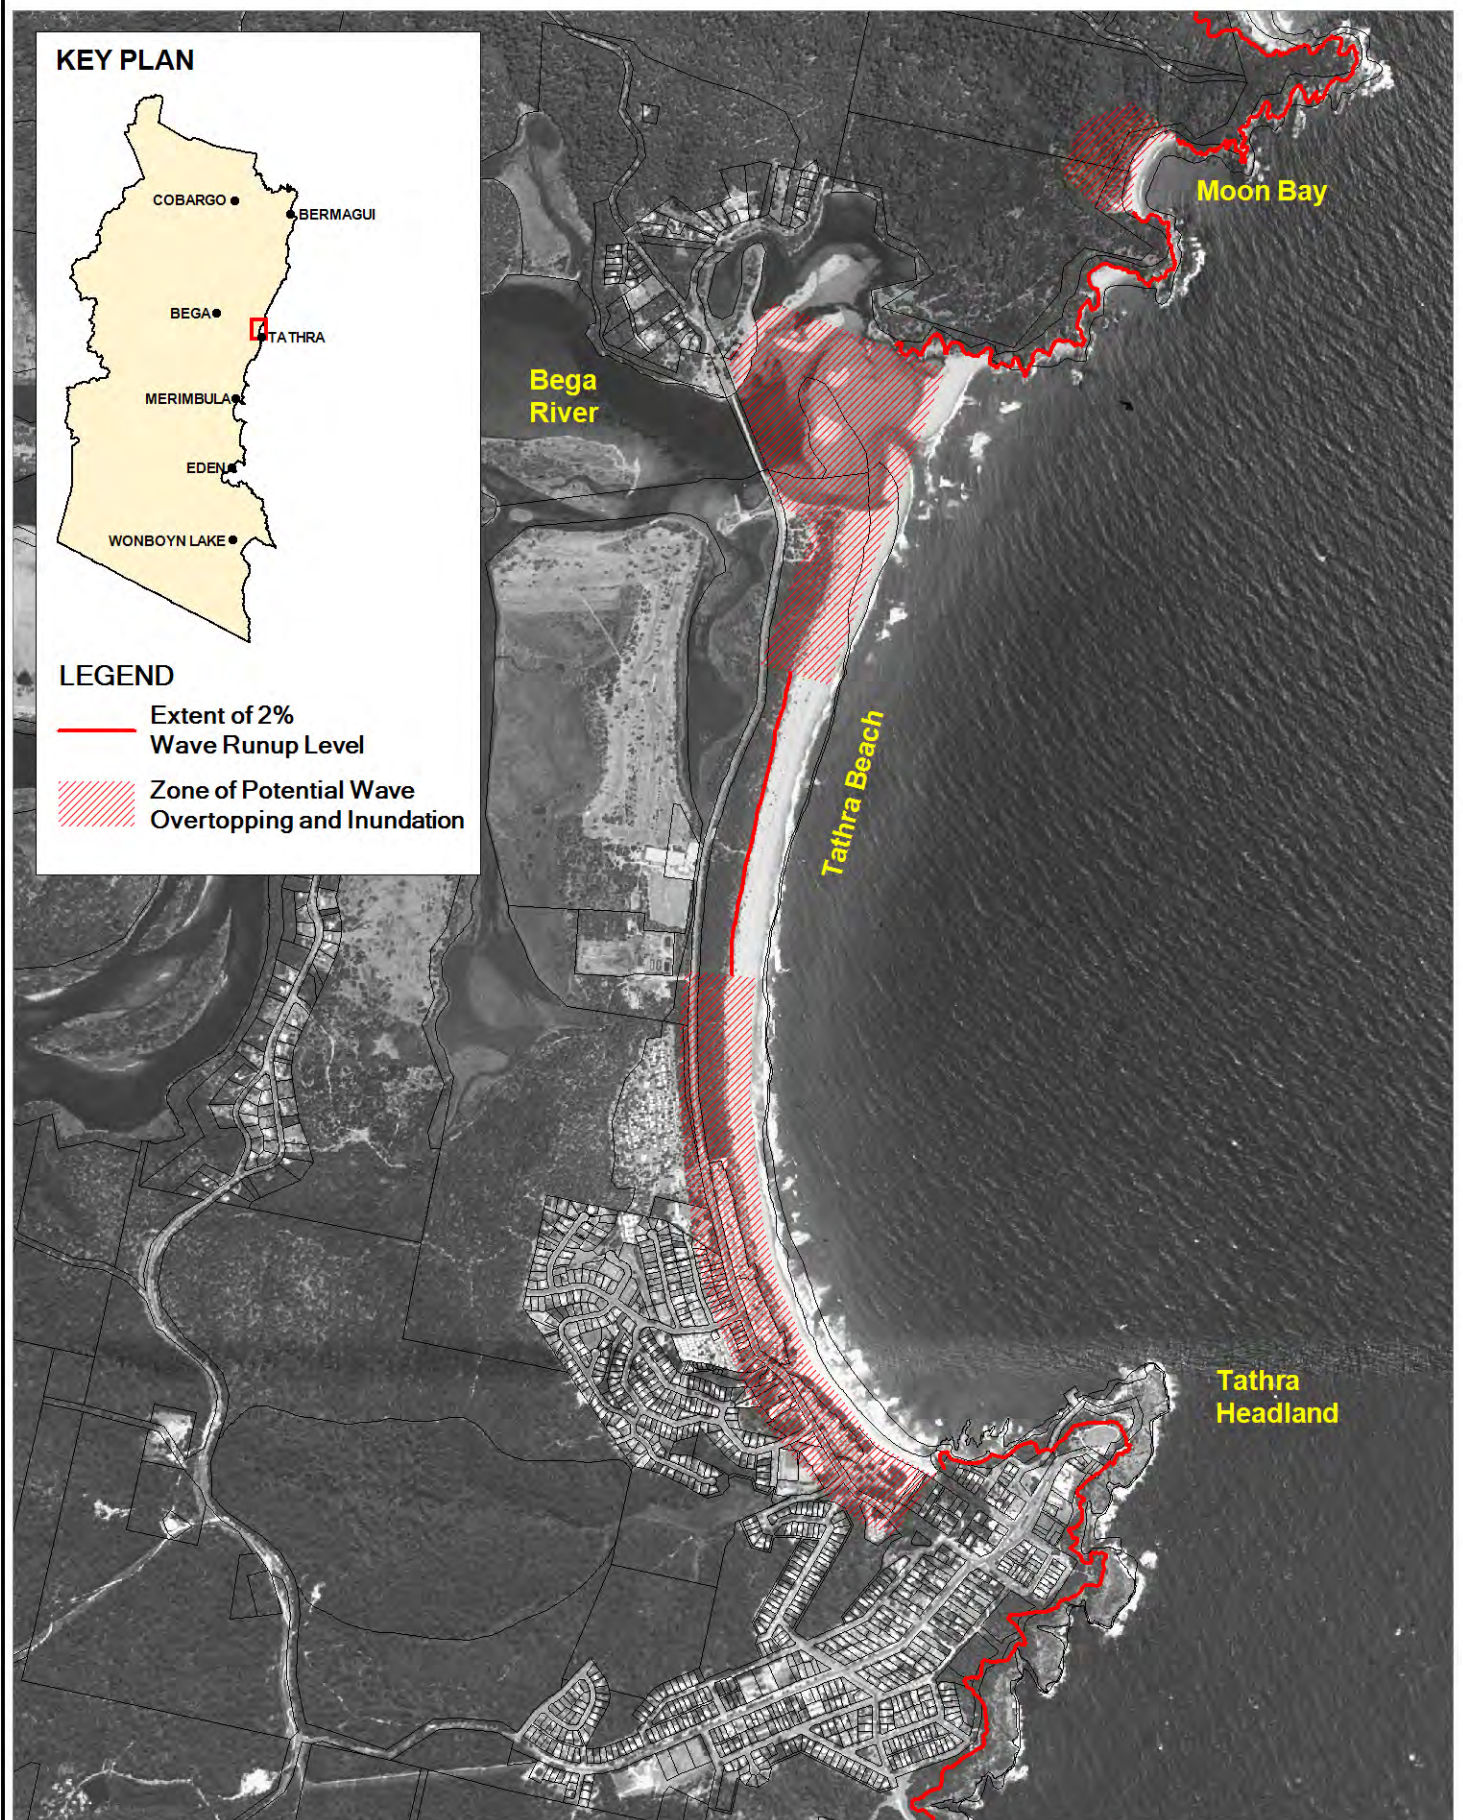 KEY PLAN
COBARGO
BERMAGUI
BEGA
TATHRA
MERIMBULA
EDEN
WONBOYN LAKE
LEGEND
Extent of 2%
Wave Runup Level
Zone of Potential Wave
Overtopping and Inundation
Moon Bay
Bega
River
Tathra Beach
Tathra
Headland